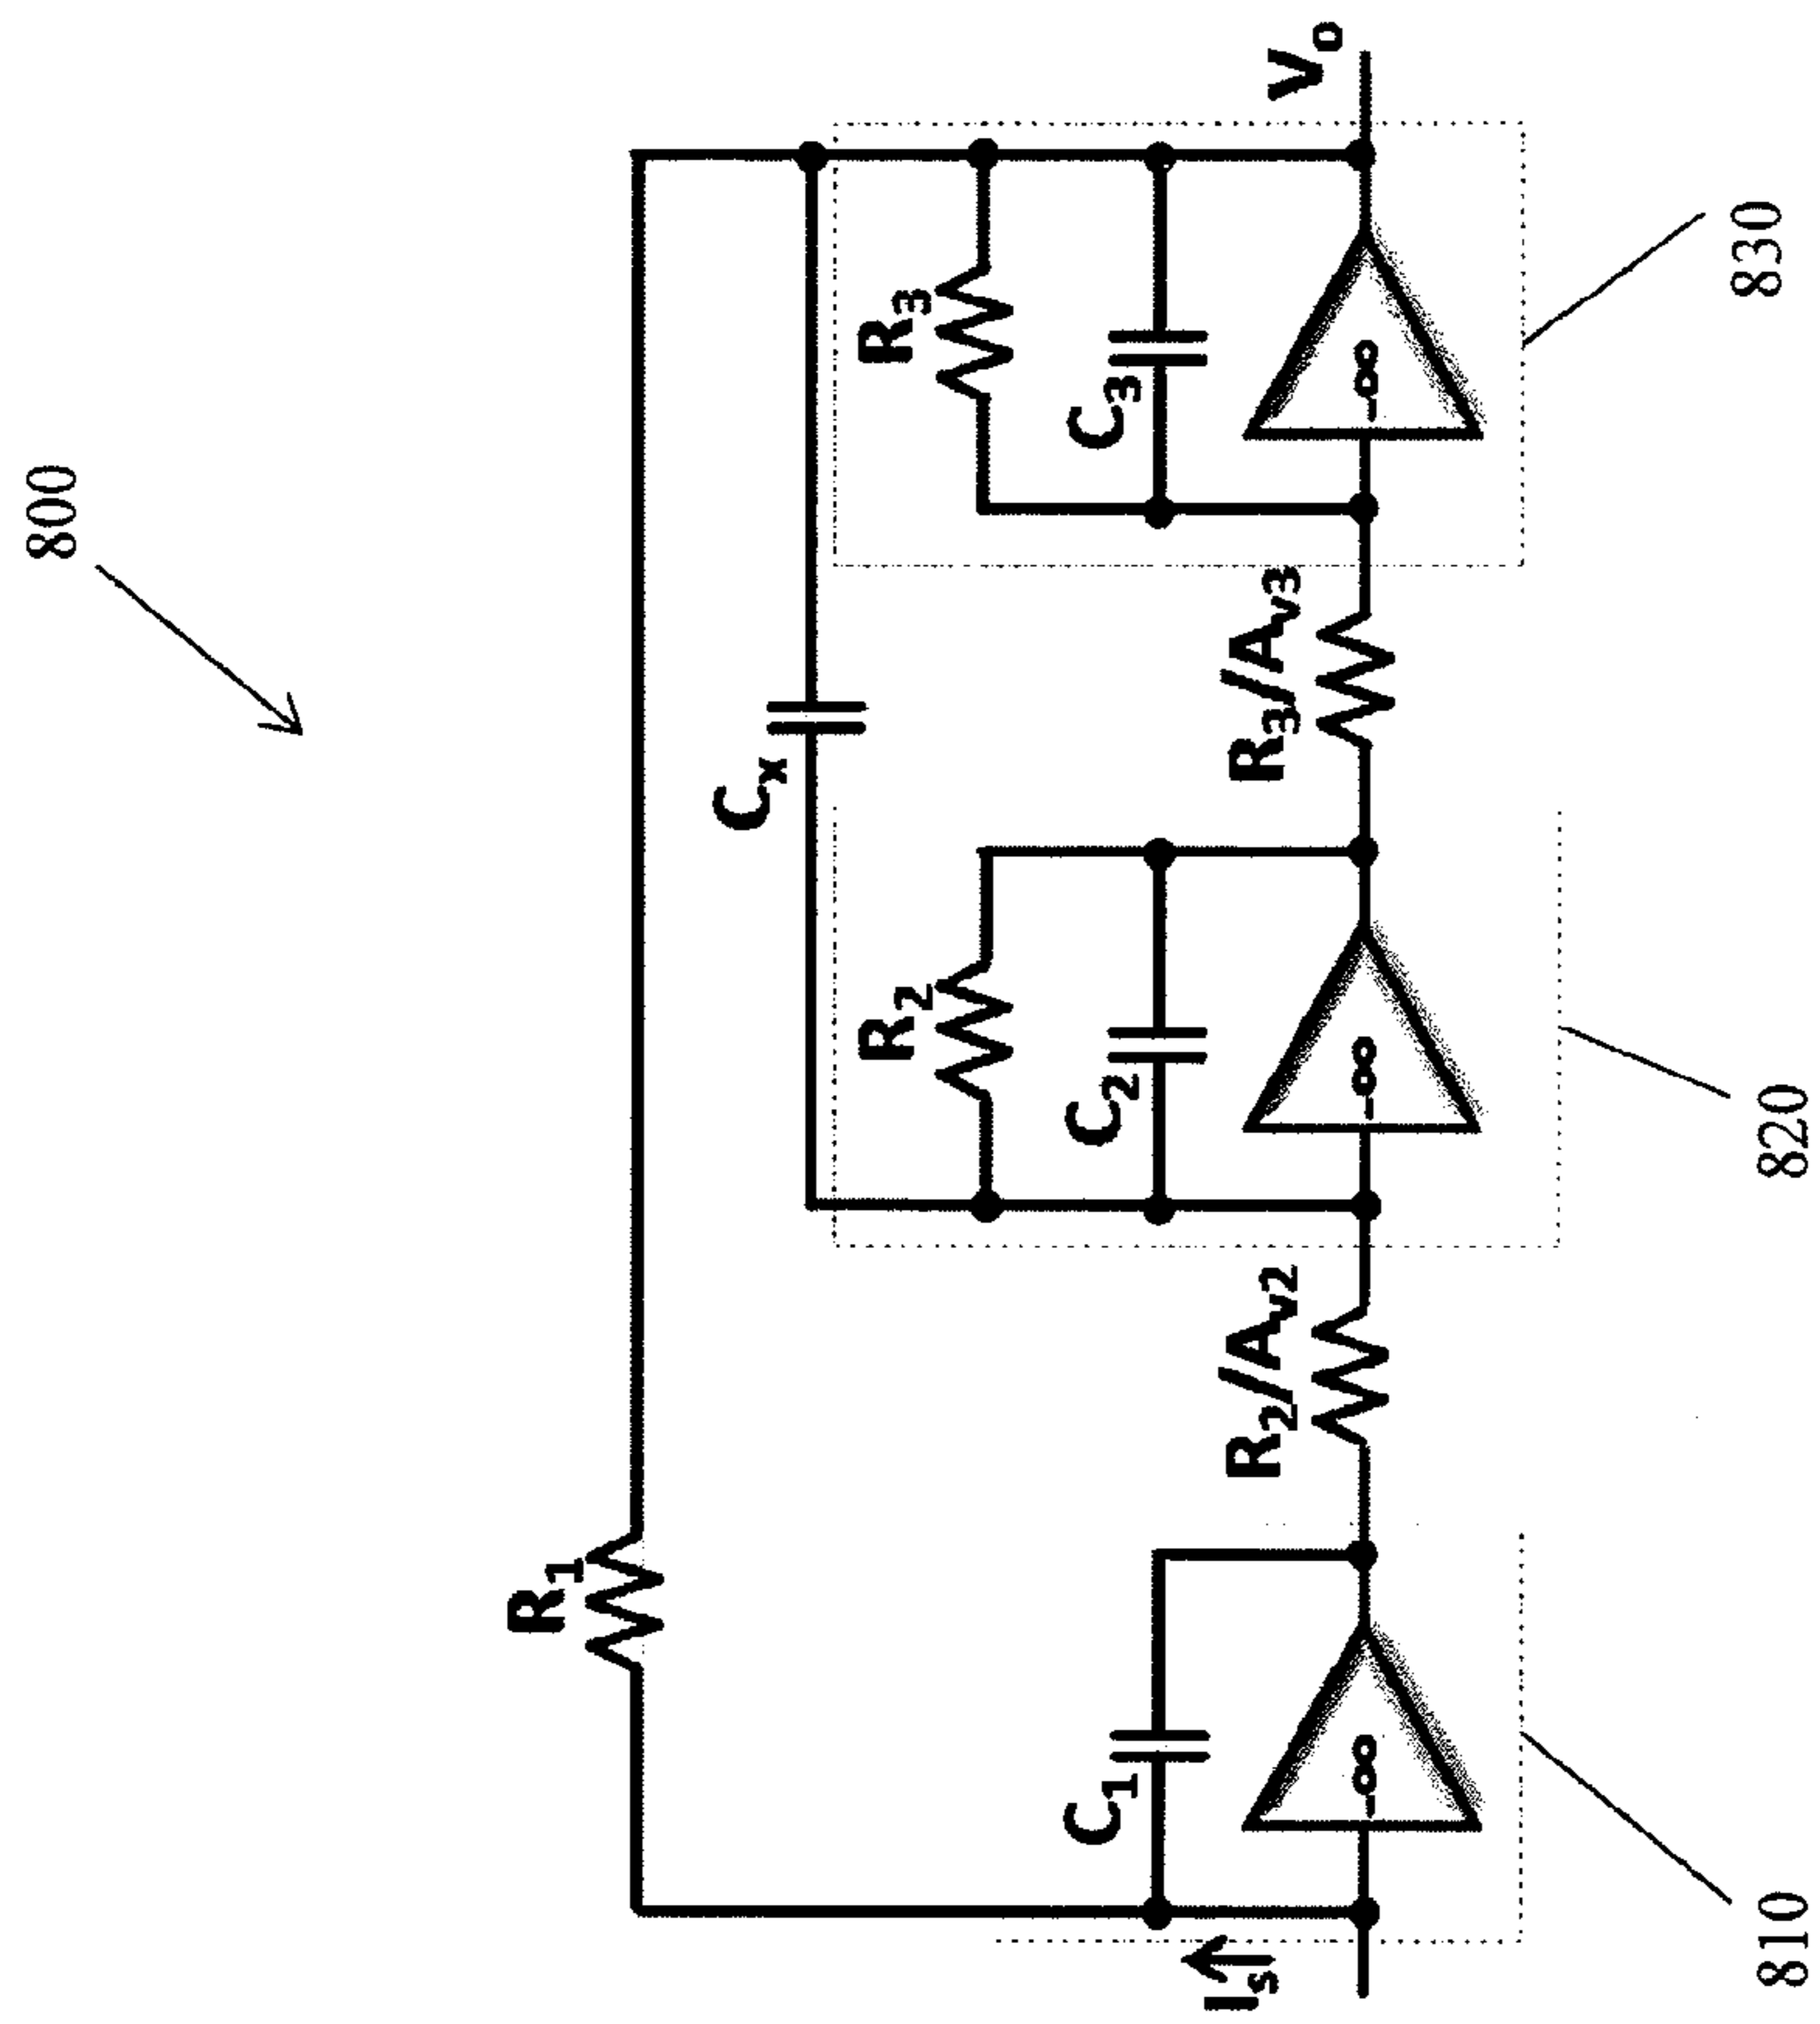 800
R1
Cx
R2
R3
C1
C2
C3
Is
-∞
R2/Av2
-∞
R3/Av3
-∞
Vo
810
820
830